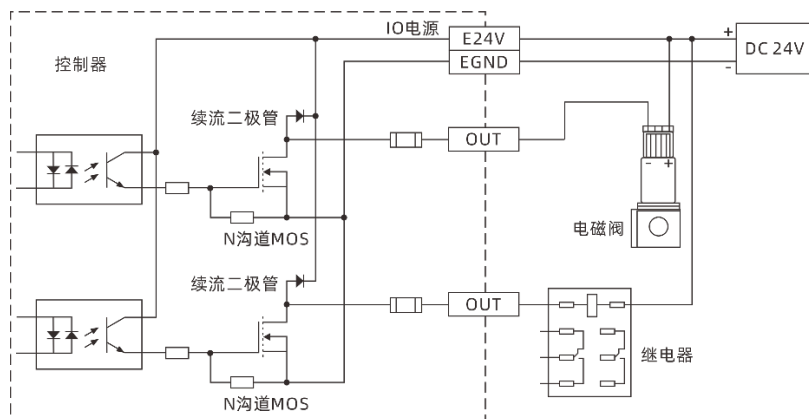 IO电源
E24V
+
DC 24V
控制器
EGND
-
续流二极管
OUT
- +
N沟道MOS
电磁阀
续流二极管
OUT
继电器
N沟道MOS